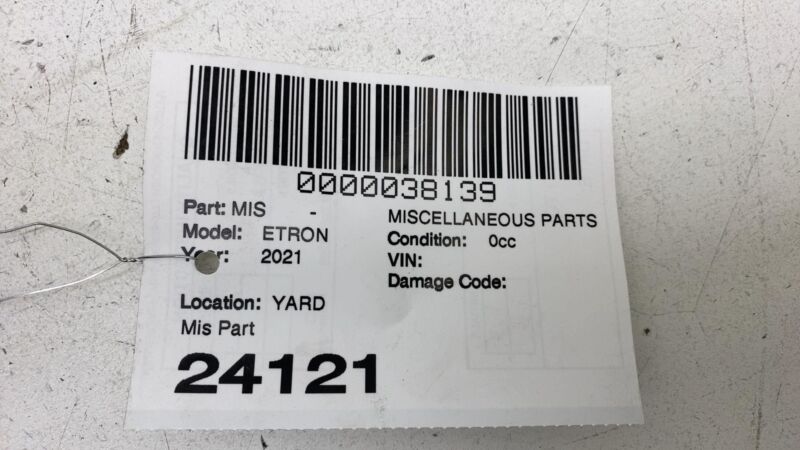 0000038139
Part: MIS - MISCELLANEOUS PARTS
Model: ETRON Condition: 0cc
Year: 2021 VIN:
Damage Code:
Location: YARD
Mis Part
24121